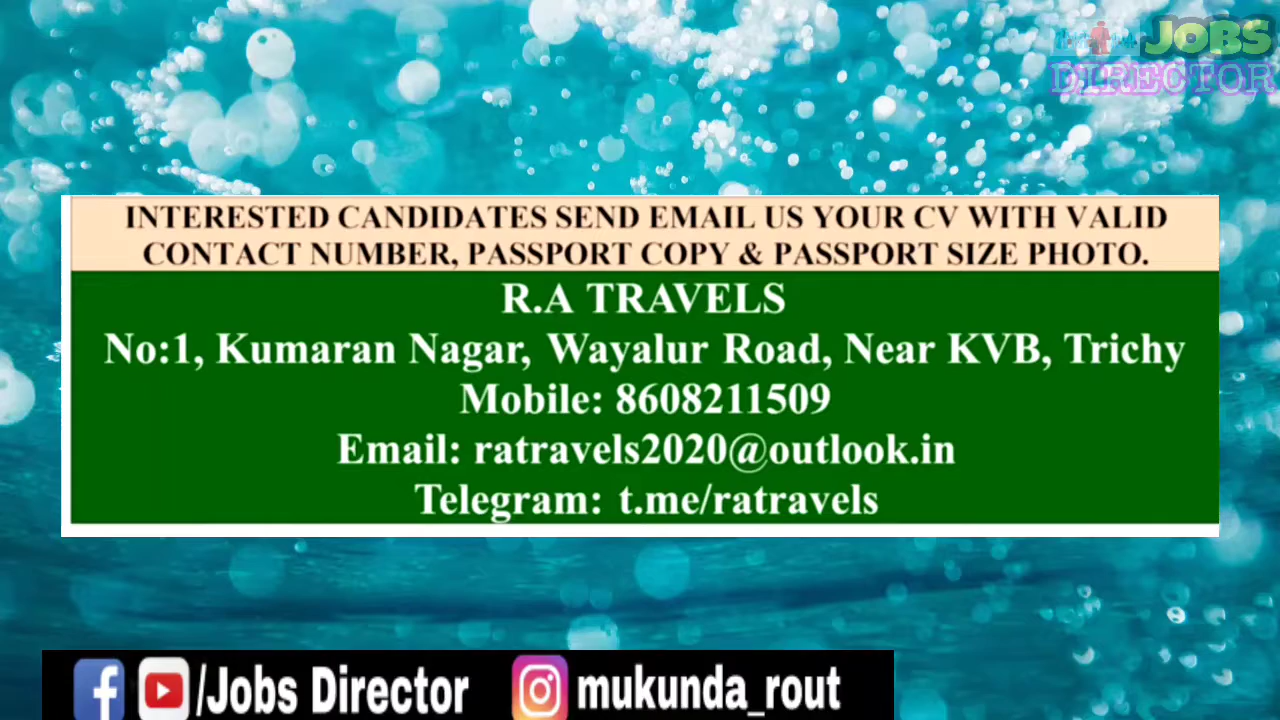 JOBS
DIRECTOR
INTERESTED CANDIDATES SEND EMAIL US YOUR CV WITH VALID
CONTACT NUMBER, PASSPORT COPY & PASSPORT SIZE PHOTO.
R.A TRAVELS
No:1, Kumaran Nagar, Wayalur Road, Near KVB, Trichy
Mobile: 8608211509
Email: ratravels2020@outlook.in
Telegram: t.me/ratravels
/Jobs Director mukunda_rout